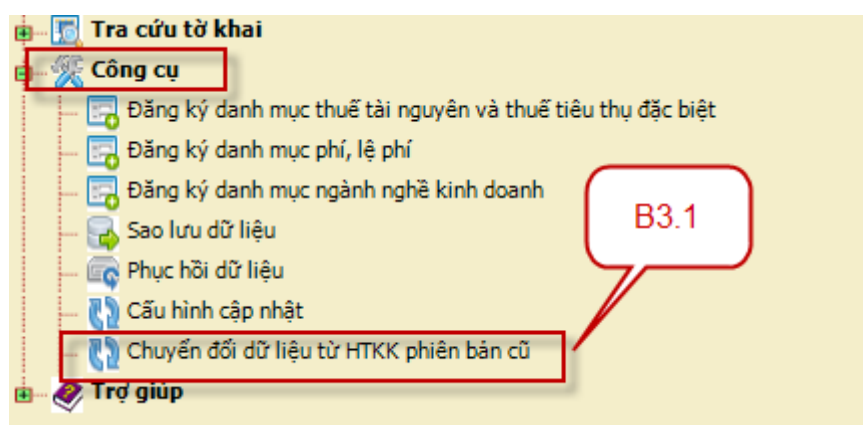 Tra cứu tờ khai
Công cụ
Đăng ký danh mục thuế tài nguyên và thuế tiêu thụ đặc biệt
Đăng ký danh mục phí, lệ phí
Đăng ký danh mục ngành nghề kinh doanh
B3.1
Sao lưu dữ liệu
Phục hồi dữ liệu
Cấu hình cập nhật
Chuyển đổi dữ liệu từ HTKK phiên bản cũ
Trợ giúp